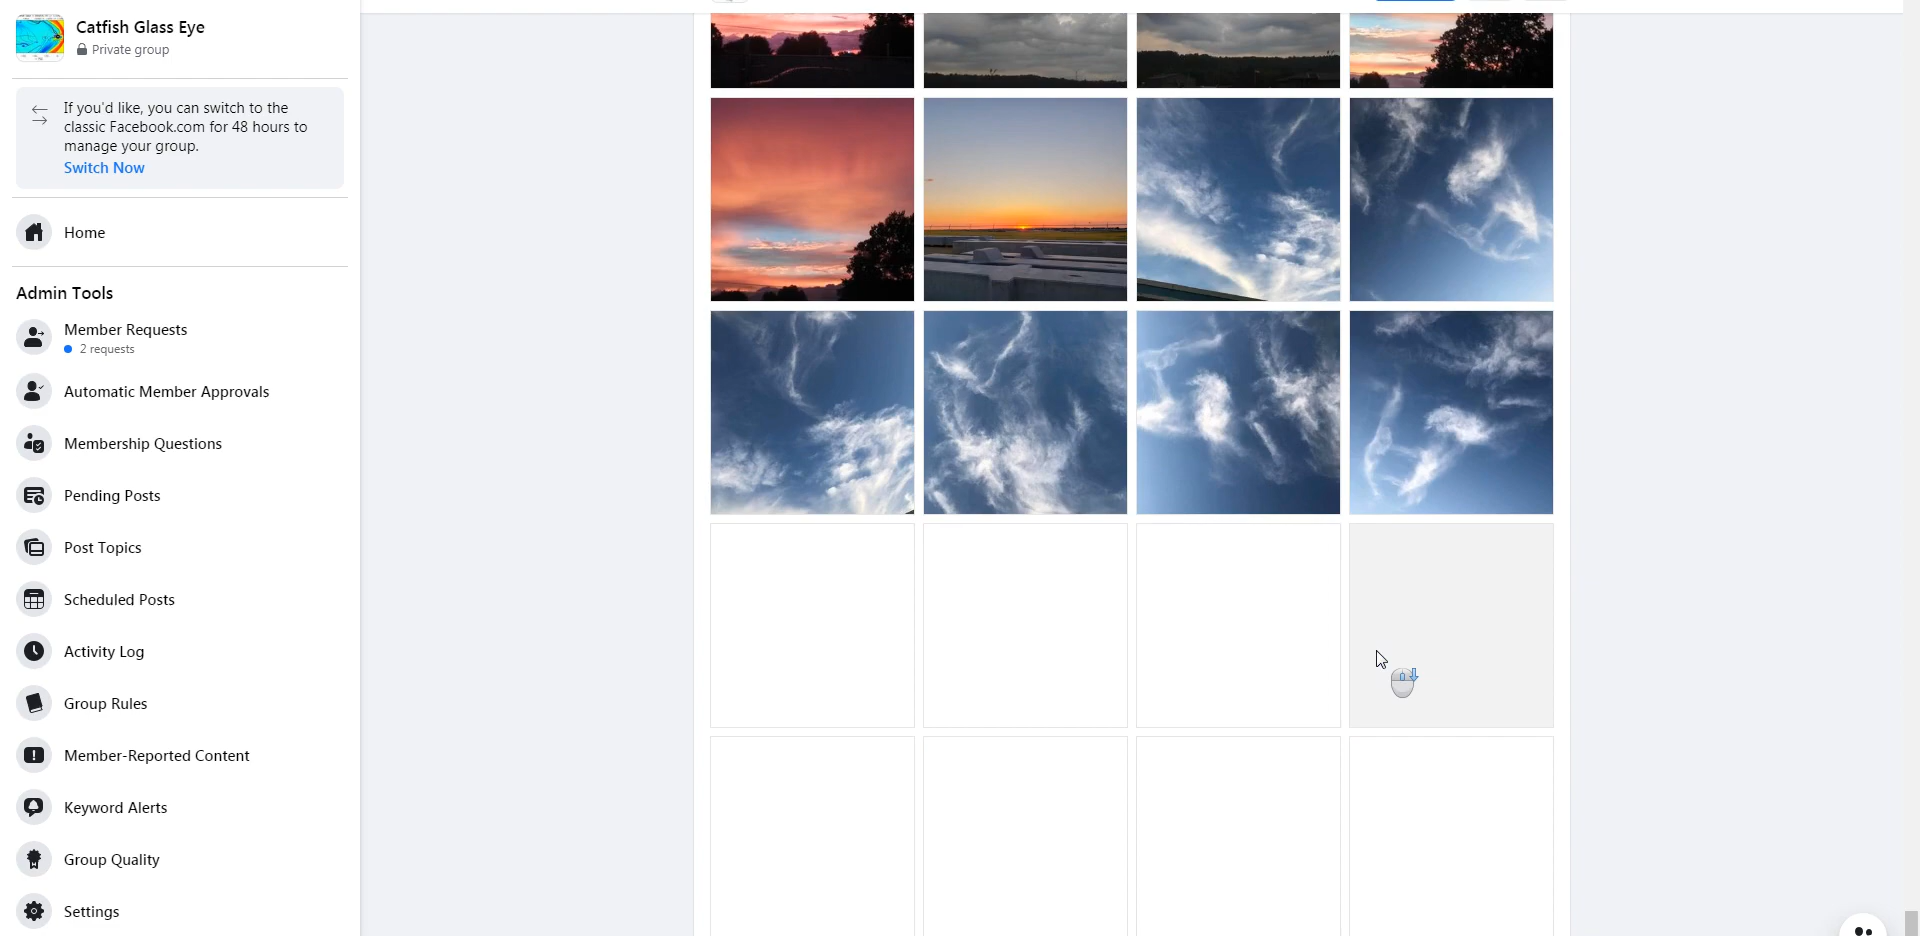 Catfish Glass Eye
Private group
If you'd like, you can switch to the
classic Facebook.com for 48 hours to
manage your group.
Switch Now
Home
Admin Tools
Member Requests
2 requests
Automatic Member Approvals
Membership Questions
Pending Posts
Post Topics
Scheduled Posts
Activity Log
Group Rules
Member-Reported Content
Keyword Alerts
Group Quality
Settings